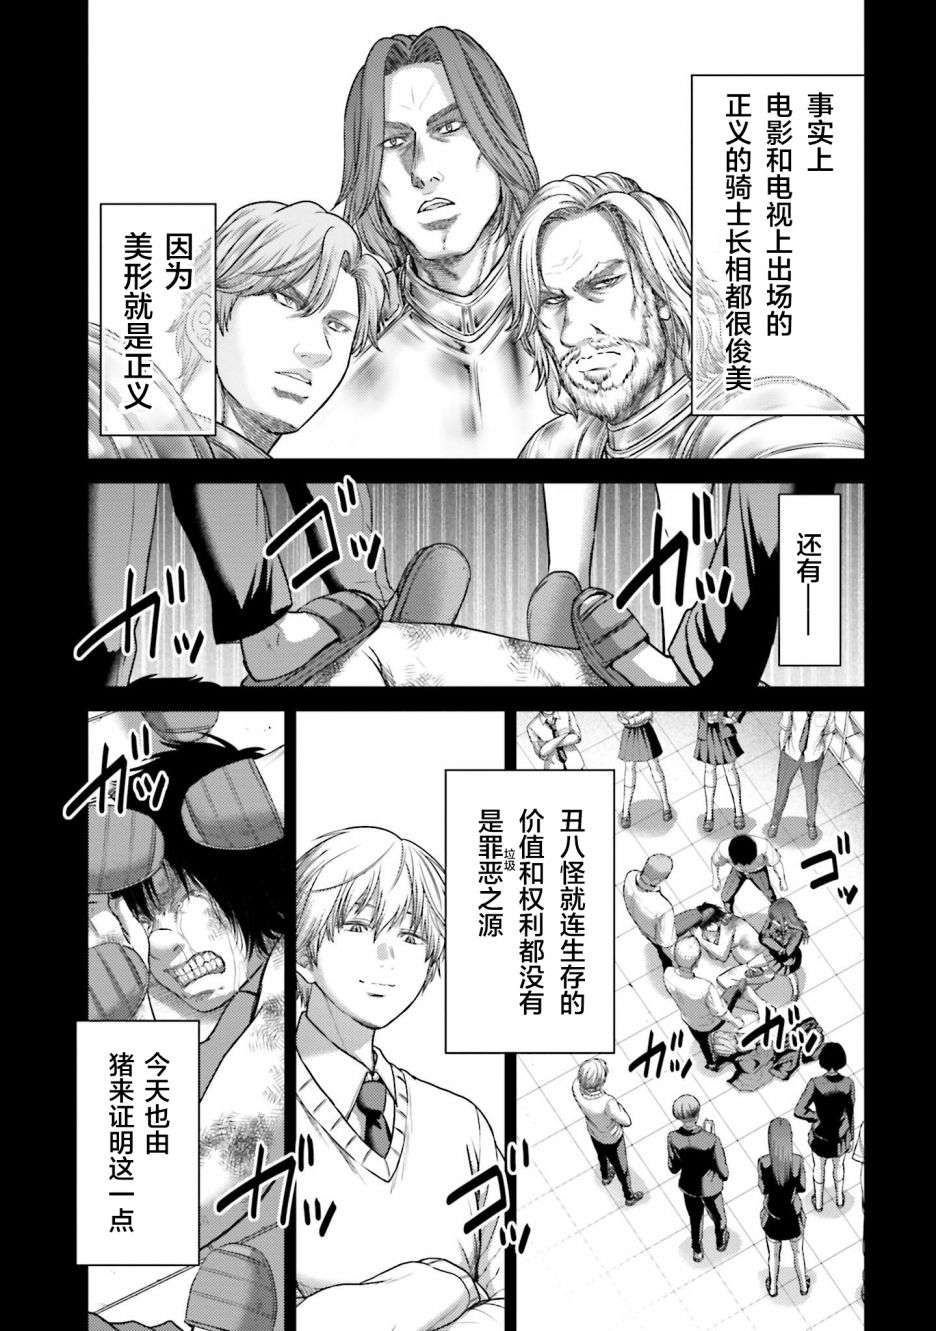 事实上
电影和电视上出场的
正义的骑士长相都很俊美
因为
美形就是正义
还有——
ゴッ
ガッ
ガッ
丑八怪就连生存的
价值和权利都没有
垃圾
是罪恶之源
ゴッ
ガッ
ガッ
ガッ
ゴッ
ガッ
今天也由
猪来证明这一点